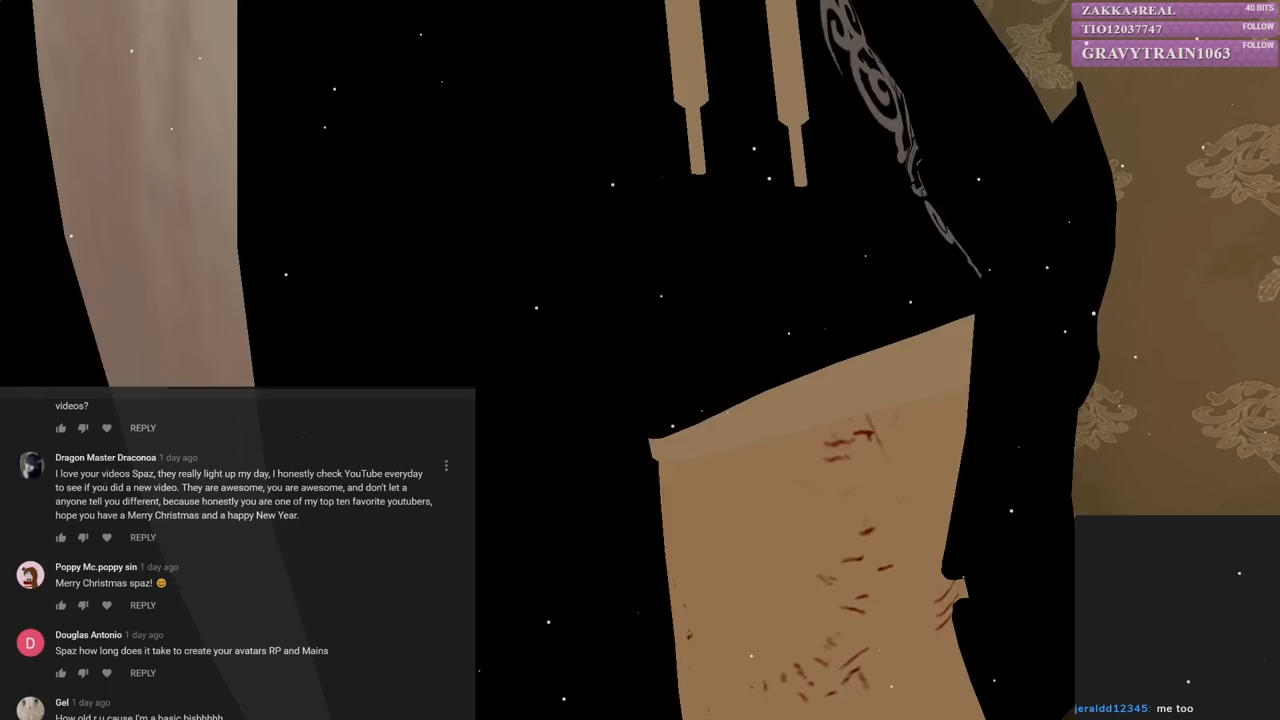 ZAKKA4REAL 40 BITS
TIO12037747 FOLLOW
GRAVYTRAIN1063 FOLLOW
videos?
REPLY
Dragon Master Draconoa 1 day ago
I love your videos Spaz, they really light up my day, I honestly check YouTube everyday
to see if you did a new video. They are awesome, you are awesome, and don't let a
anyone tell you different, because honestly you are one of my top ten favorite youtubers,
hope you have a Merry Christmas and a happy New Year.
REPLY
Poppy Mc.poppy sin 1 day ago
Merry Christmas spaz! 😊
REPLY
D
Douglas Antonio 1 day ago
Spaz how long does it take to create your avatars RP and Mains
REPLY
Gel 1 day ago
How old r u cause I'm a basic bishhhhh
jeraldd12345: me too